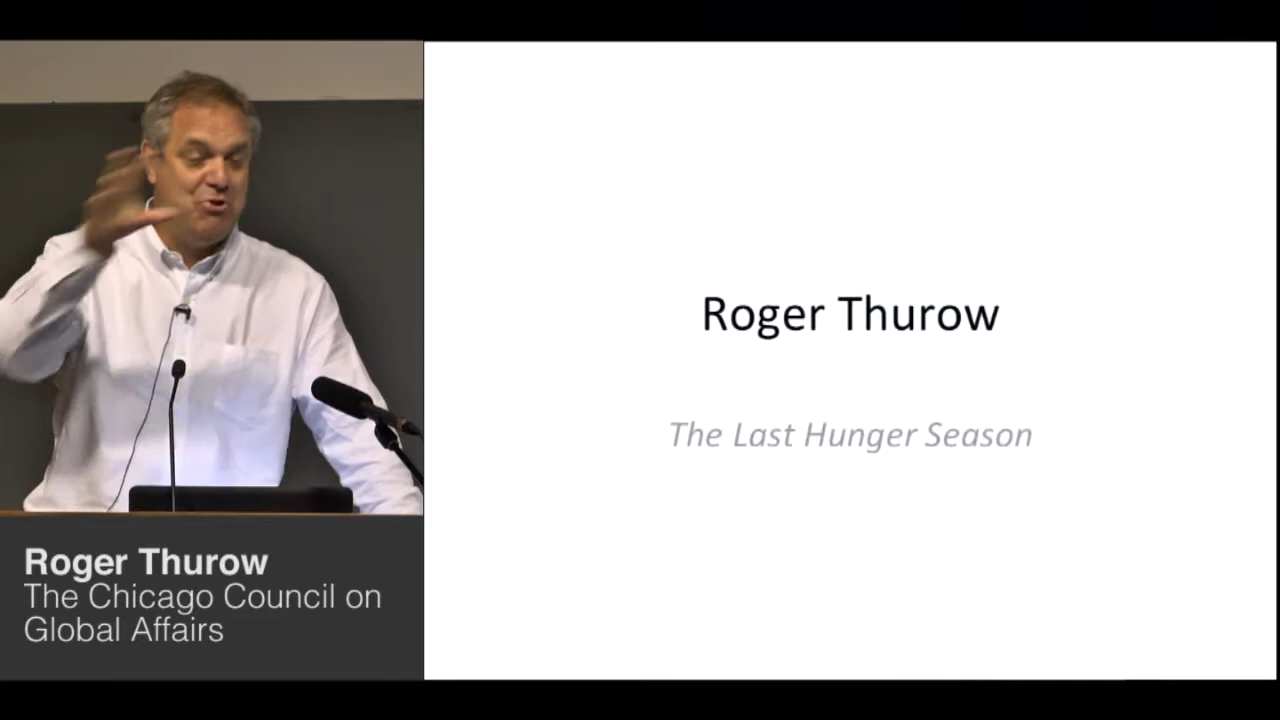 Roger Thurow
The Last Hunger Season
Roger Thurow
The Chicago Council on
Global Affairs